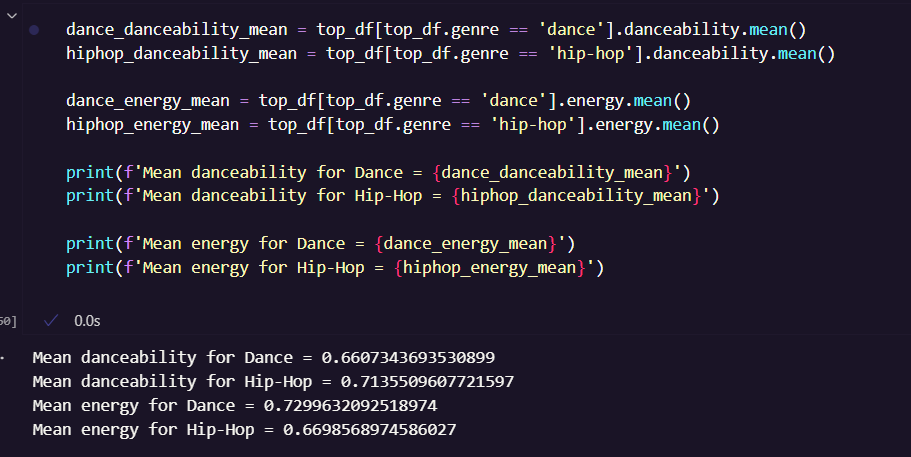 dance_danceability_mean = top_df[top_df.genre == 'dance'].danceability.mean()
hiphop_danceability_mean = top_df[top_df.genre == 'hip-hop'].danceability.mean()
dance_energy_mean = top_df[top_df.genre == 'dance'].energy.mean()
hiphop_energy_mean = top_df[top_df.genre == 'hip-hop'].energy.mean()
print(f'Mean danceability for Dance = {dance_danceability_mean}')
print(f'Mean danceability for Hip-Hop = {hiphop_danceability_mean}')
print(f'Mean energy for Dance = {dance_energy_mean}')
print(f'Mean energy for Hip-Hop = {hiphop_energy_mean}')
0.0s
Mean danceability for Dance = 0.6607343693530899
Mean danceability for Hip-Hop = 0.7135509607721597
Mean energy for Dance = 0.7299632092518974
Mean energy for Hip-Hop = 0.6698568974586027